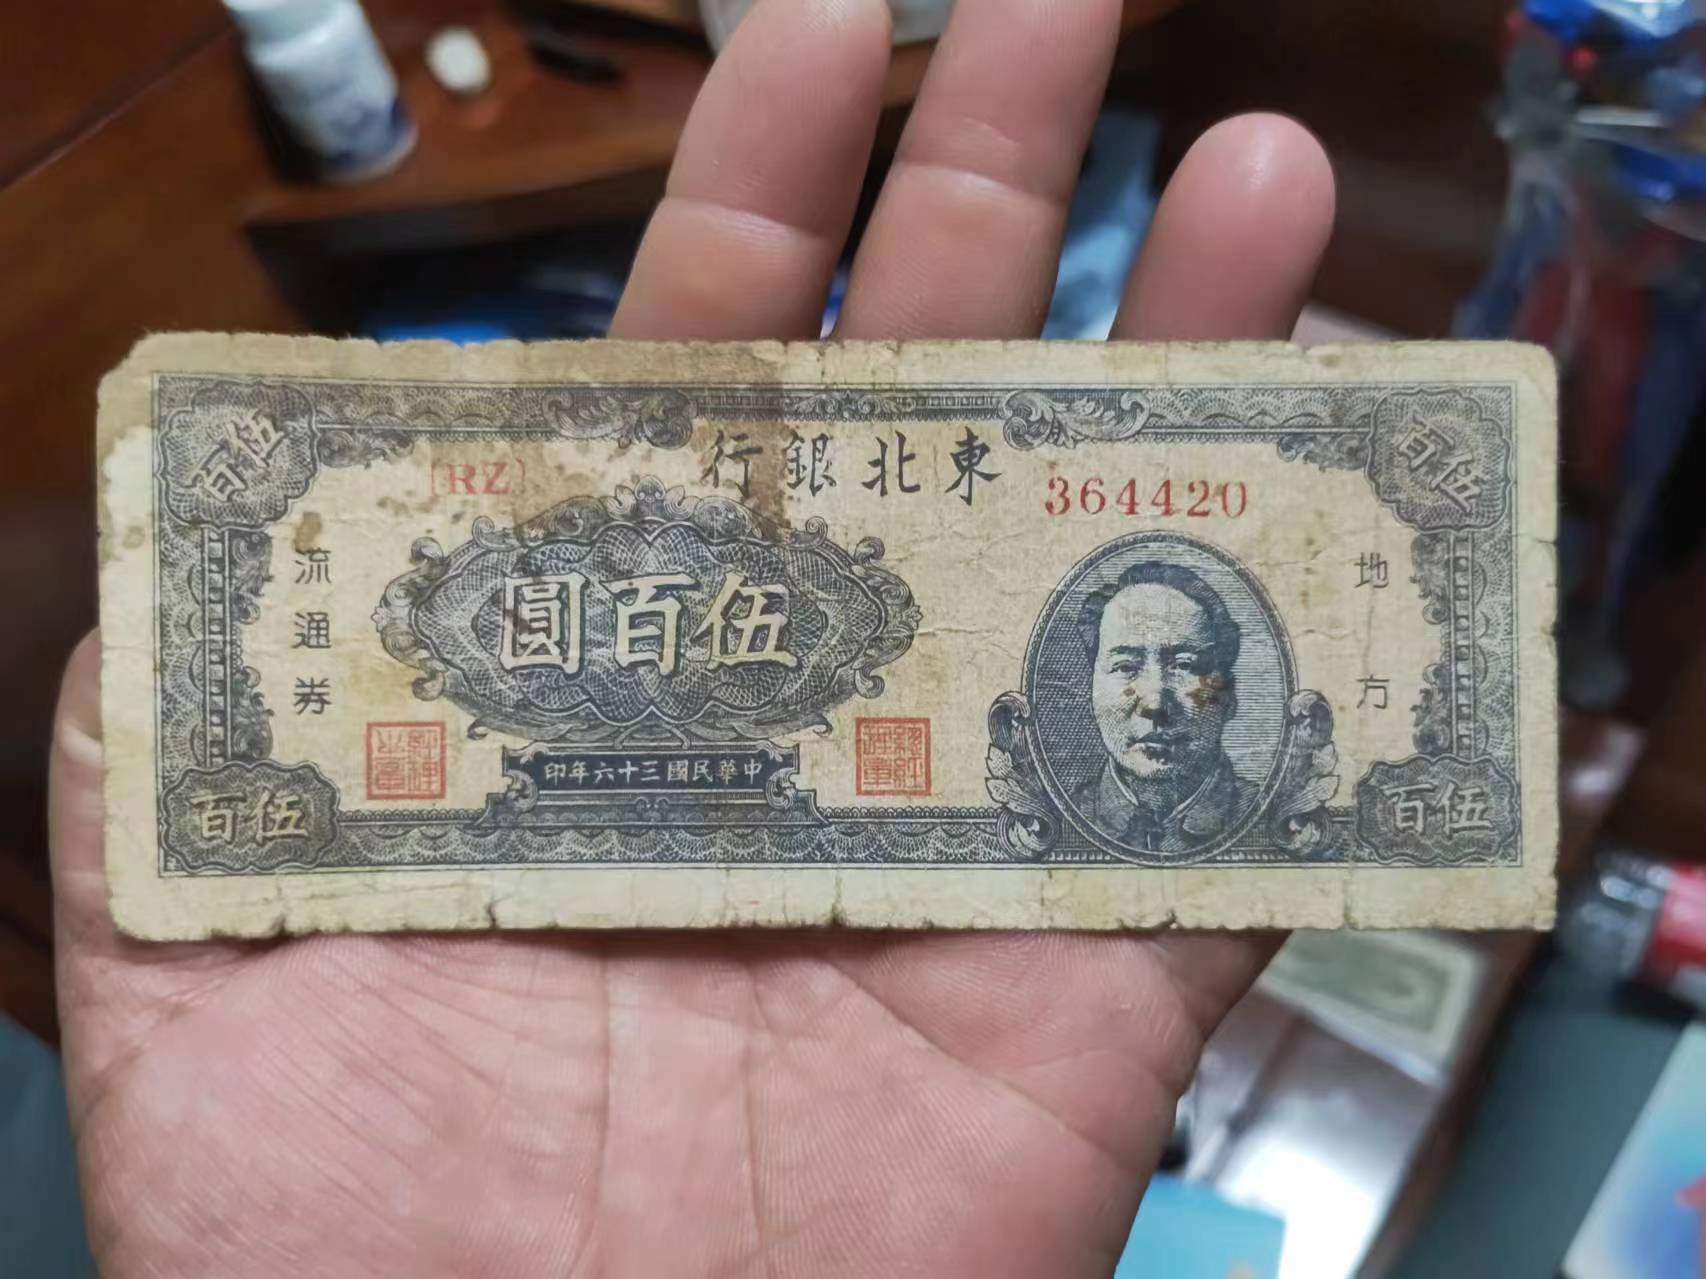 東北銀行
[RZ]
364420
伍百
伍百
地方
伍百圓
流通券
中華民國三十六年印
伍百
伍百